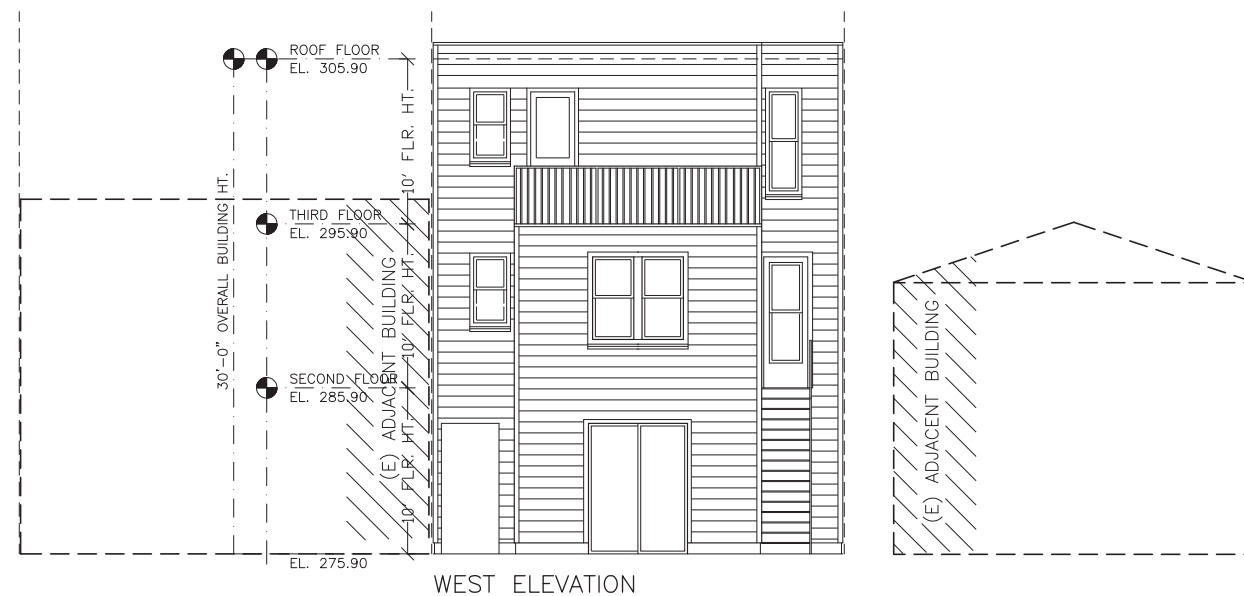 ROOF FLOOR
EL. 305.90
10' FLR. HT.
30'-0" OVERALL BUILDING HT.
THIRD FLOOR
EL. 295.90
(E) ADJACENT BUILDING
10' FLR. HT.
SECOND FLOOR
EL. 285.90
10' FLR. HT.
(E) ADJACENT BUILDING
EL. 275.90
WEST ELEVATION